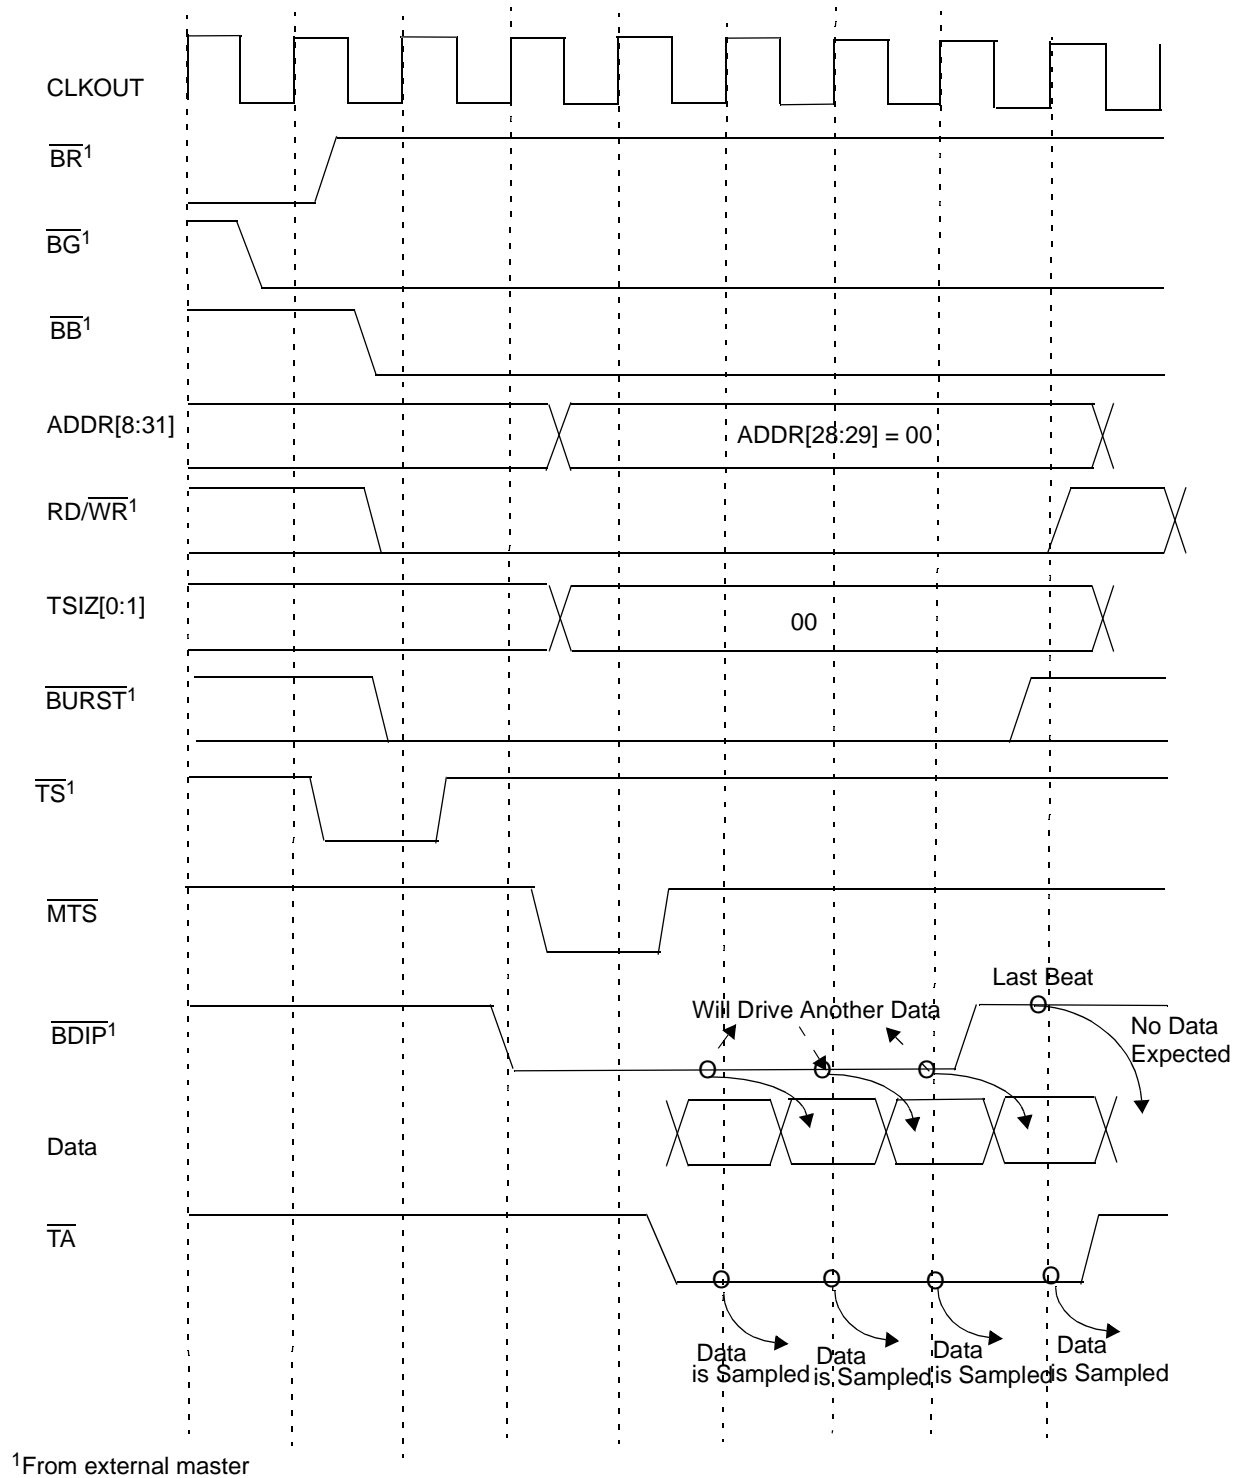 CLKOUT
BR1
BG1
BB1
ADDR[8:31]
ADDR[28:29] = 00
RD/WR1
TSIZ[0:1]
00
BURST1
TS1
MTS
Last Beat
Will Drive Another Data
BDIP1
No Data
Expected
Data
TA
Data
is Sampled
Data
is Sampled
Data
is Sampled
Data
is Sampled
1From external master